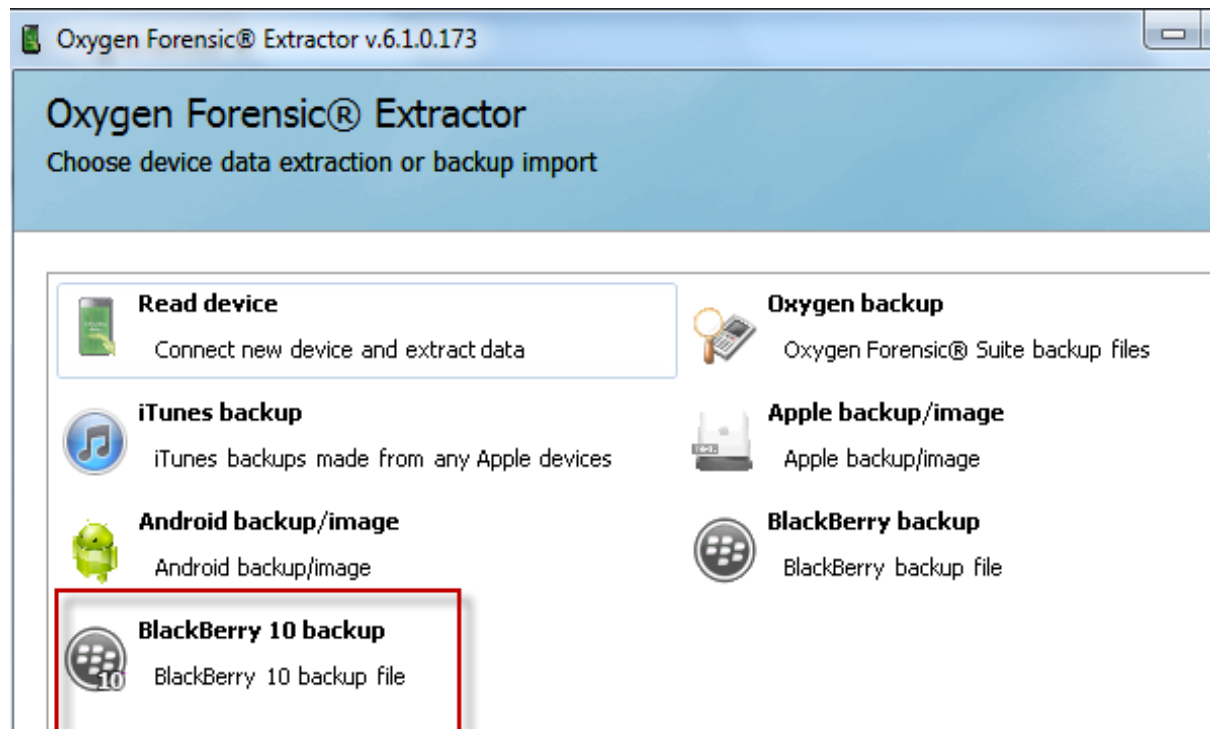 Oxygen Forensic® Extractor v.6.1.0.173
Oxygen Forensic® Extractor
Choose device data extraction or backup import
Read device
Connect new device and extract data
Oxygen backup
Oxygen Forensic® Suite backup files
iTunes backup
iTunes backups made from any Apple devices
Apple backup/image
Apple backup/image
Android backup/image
Android backup/image
BlackBerry backup
BlackBerry backup file
BlackBerry 10 backup
10
BlackBerry 10 backup file